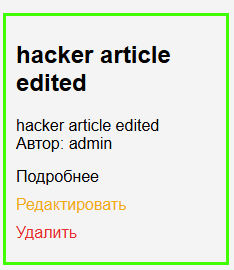 hacker article
edited
hacker article edited
Автор: admin
Подробнее
Редактировать
Удалить